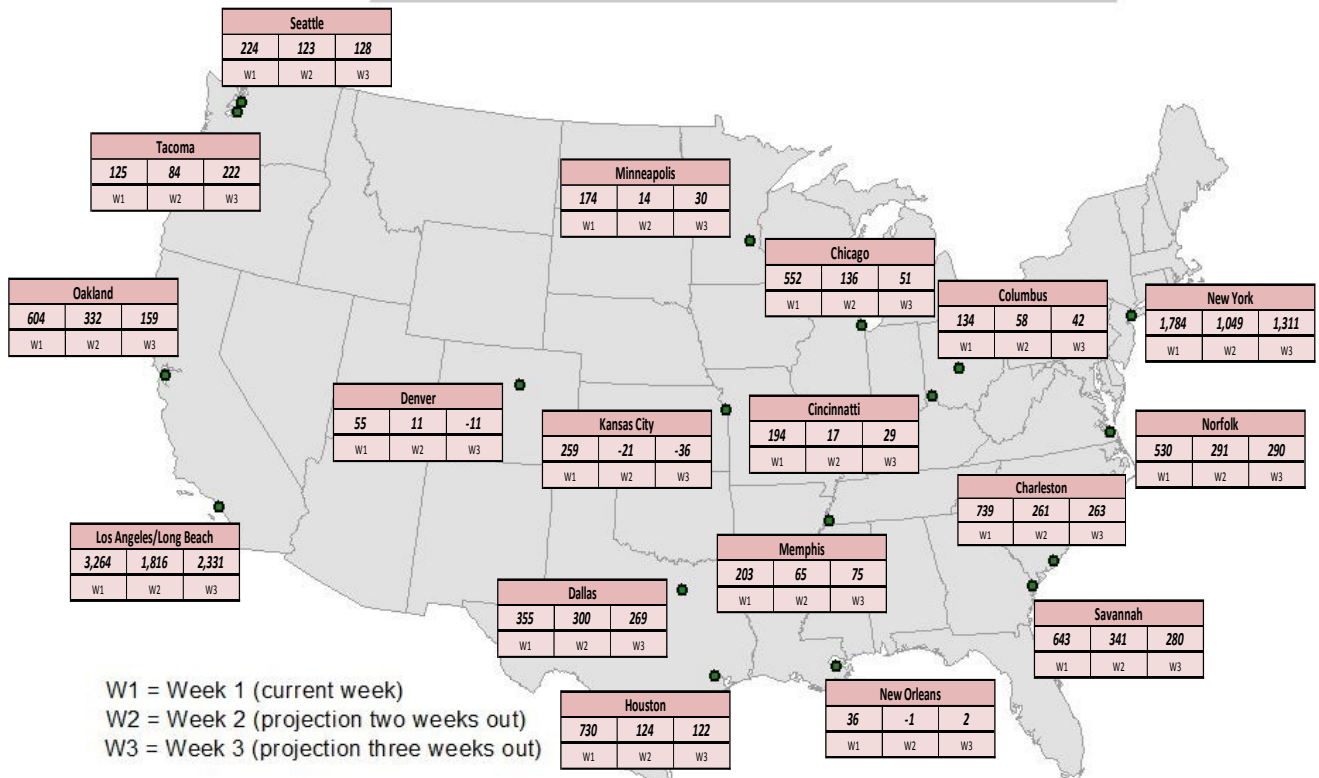 Seattle
224 123 128
W1 W2 W3
Tacoma
125 84 222
W1 W2 W3
Minneapolis
174 14 30
W1 W2 W3
Chicago
552 136 51
W1 W2 W3
Oakland
604 332 159
W1 W2 W3
Columbus
134 58 42
W1 W2 W3
New York
1,784 1,049 1,311
W1 W2 W3
Denver
55 11 -11
W1 W2 W3
Kansas City
259 -21 -36
W1 W2 W3
Cincinnatti
194 17 29
W1 W2 W3
Norfolk
530 291 290
W1 W2 W3
Charleston
739 261 263
W1 W2 W3
Los Angeles/Long Beach
3,264 1,816 2,331
W1 W2 W3
Memphis
203 65 75
W1 W2 W3
Dallas
355 300 269
W1 W2 W3
Savannah
643 341 280
W1 W2 W3
New Orleans
36 -1 2
W1 W2 W3
Houston
730 124 122
W1 W2 W3
W1 = Week 1 (current week)
W2 = Week 2 (projection two weeks out)
W3 = Week 3 (projection three weeks out)